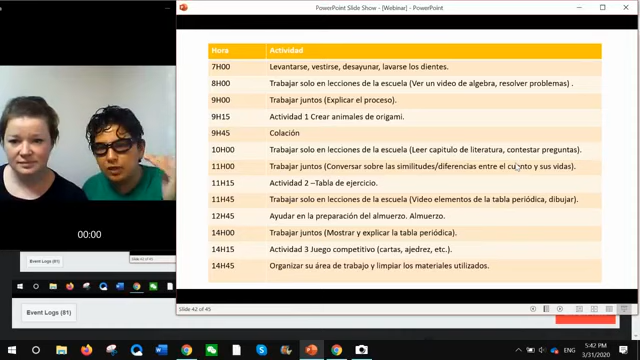 PowerPoint Slide Show - [Webinar] - PowerPoint
Hora Actividad
7H00 Levantarse, vestirse, desayunar, lavarse los dientes.
8H00 Trabajar solo en lecciones de la escuela (Ver un video de algebra, resolver problemas) .
9H00 Trabajar juntos (Explicar el proceso).
9H15 Actividad 1 Crear animales de origami.
9H45 Colación
10H00 Trabajar solo en lecciones de la escuela (Leer capitulo de literatura, contestar preguntas).
11H00 Trabajar juntos (Conversar sobre las similitudes/diferencias entre el cuento y sus vidas).
11H15 Actividad 2 –Tabla de ejercicio.
11H45 Trabajar solo en lecciones de la escuela (Video elementos de la tabla periódica, dibujar).
12H45 Ayudar en la preparación del almuerzo. Almuerzo.
14H00 Trabajar juntos (Mostrar y explicar la tabla periódica).
14H15 Actividad 3 Juego competitivo (cartas, ajedrez, etc.).
14H45 Organizar su área de trabajo y limpiar los materiales utilizados.
00:00
Event Logs (81)
Slide 42 of 45
Event Logs (81)
ENG
5:42 PM
3/31/2020